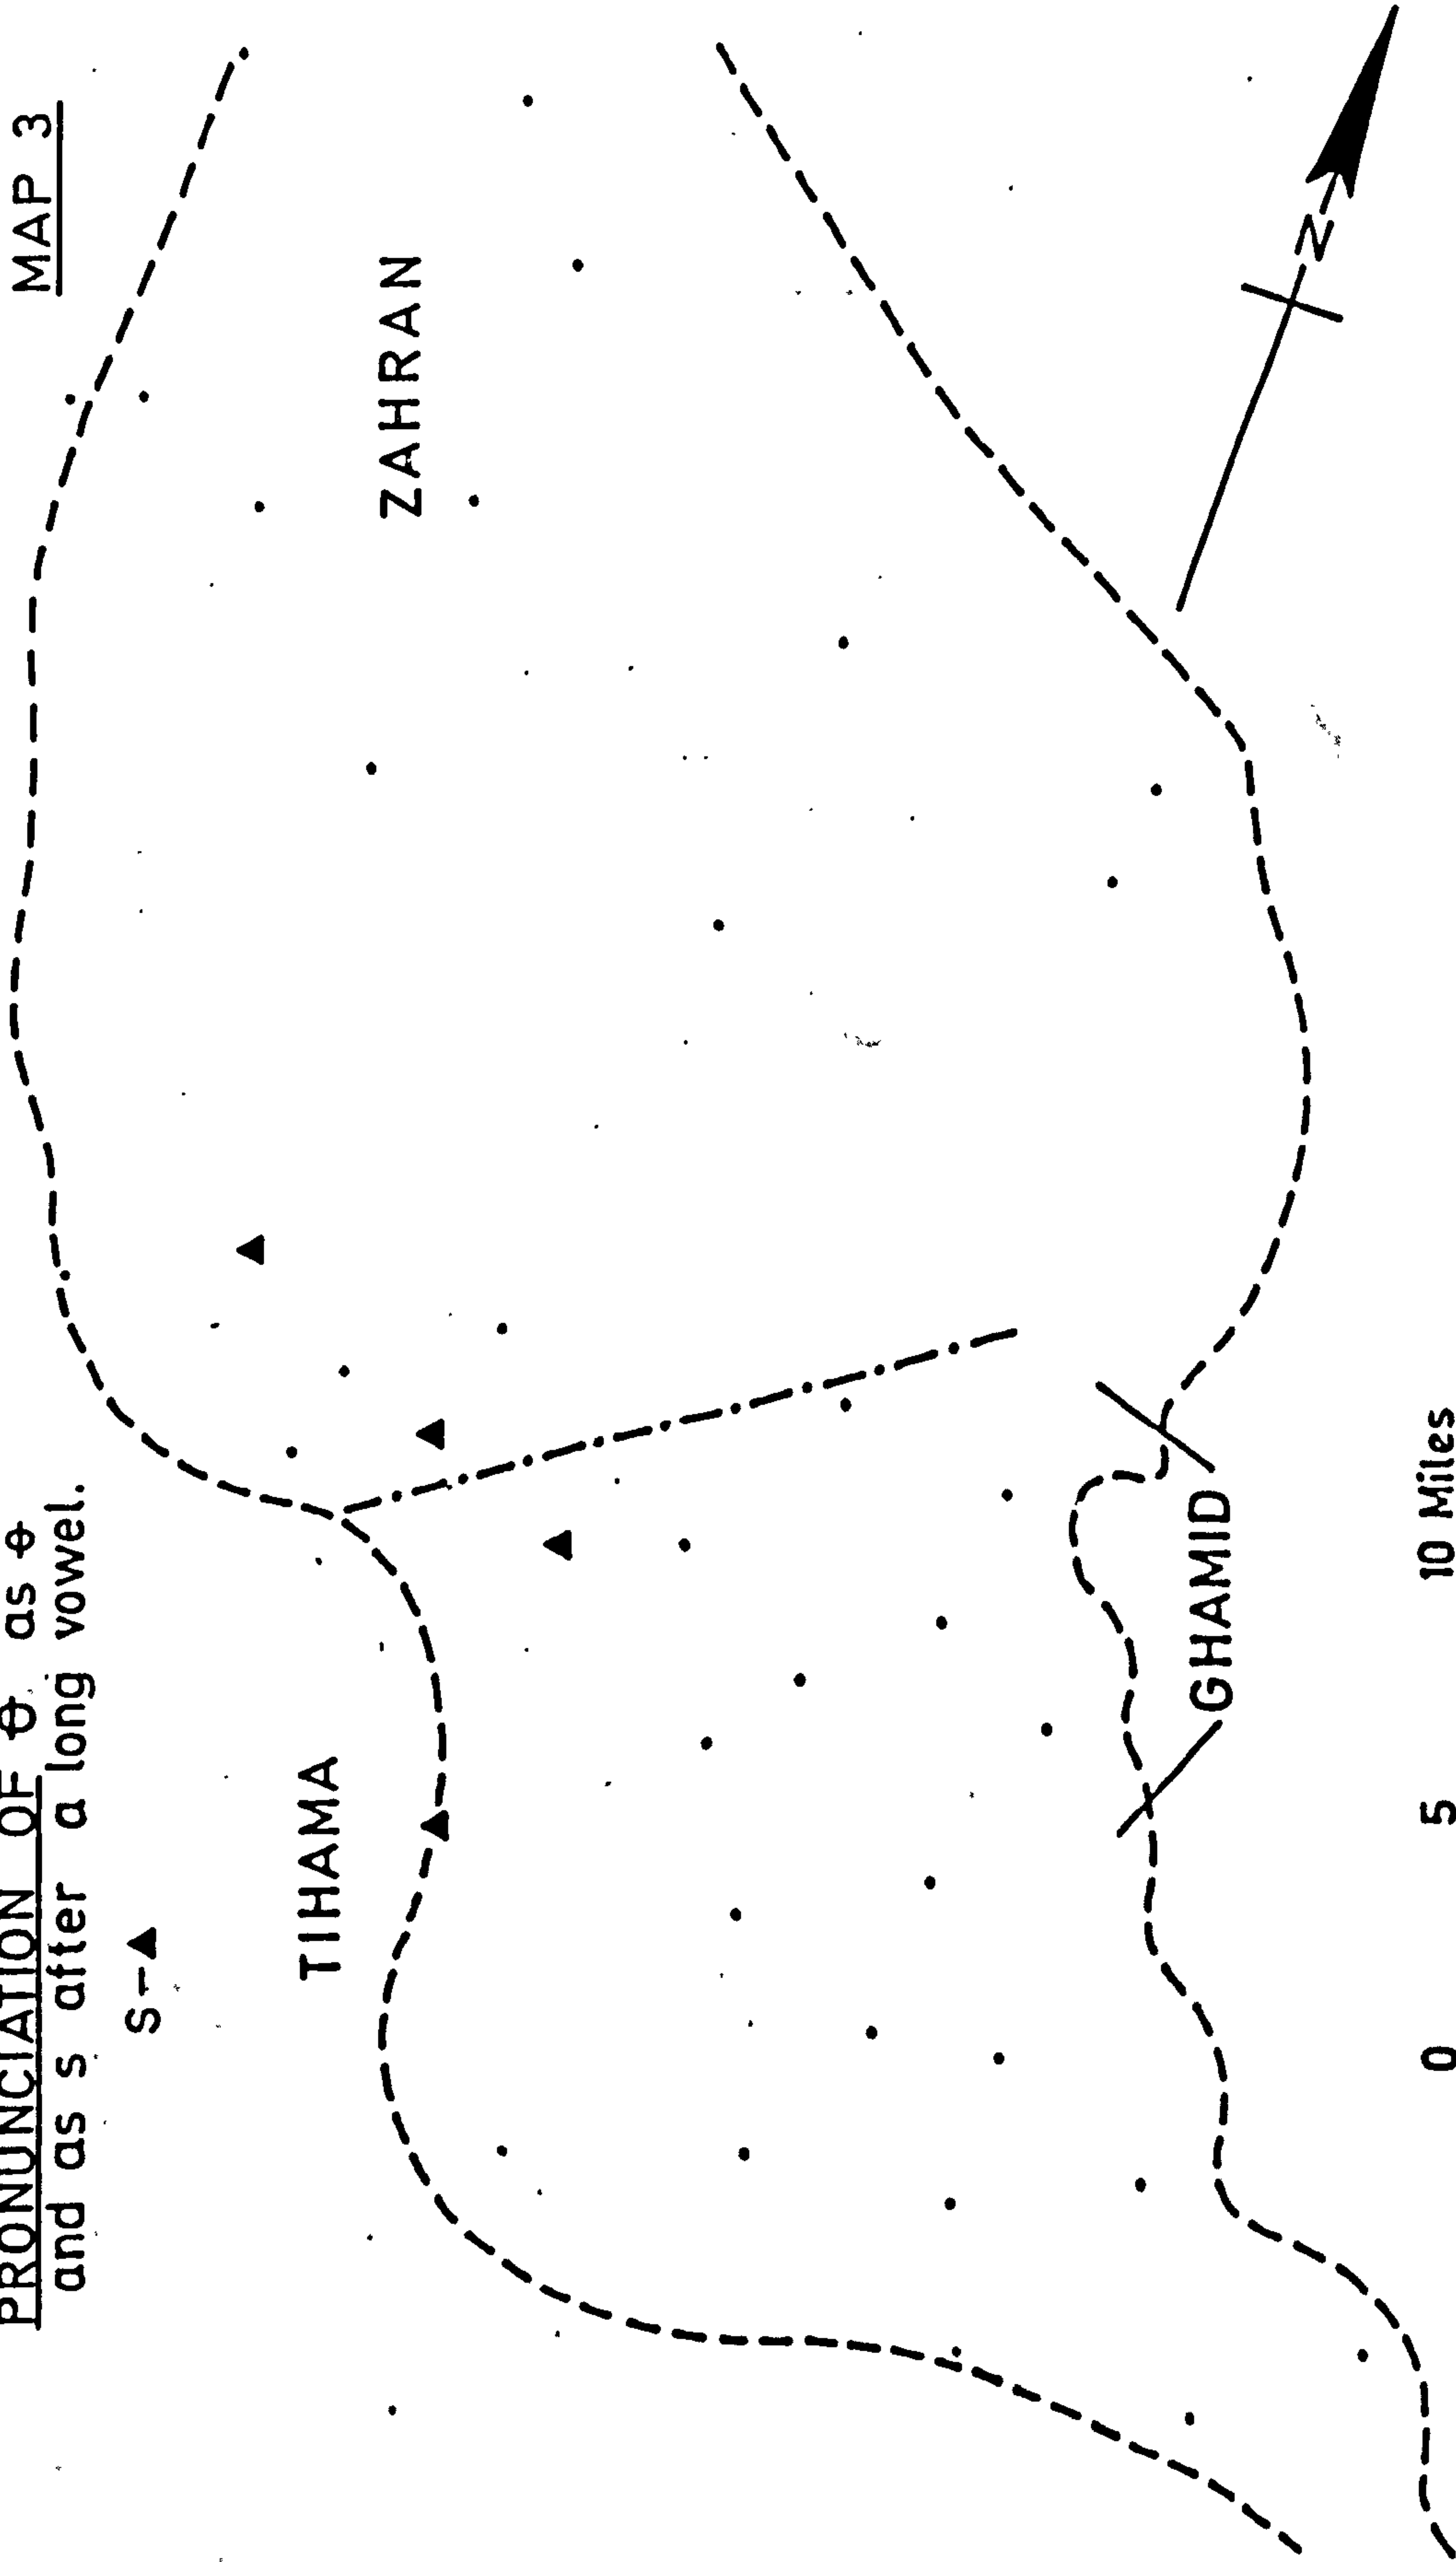 MAP 3
PRONUNCIATION OF θ as θ
and as s after a long vowel.
S-▲
TIHAMA
ZAHRAN
GHAMID
N
0 5 10 Miles